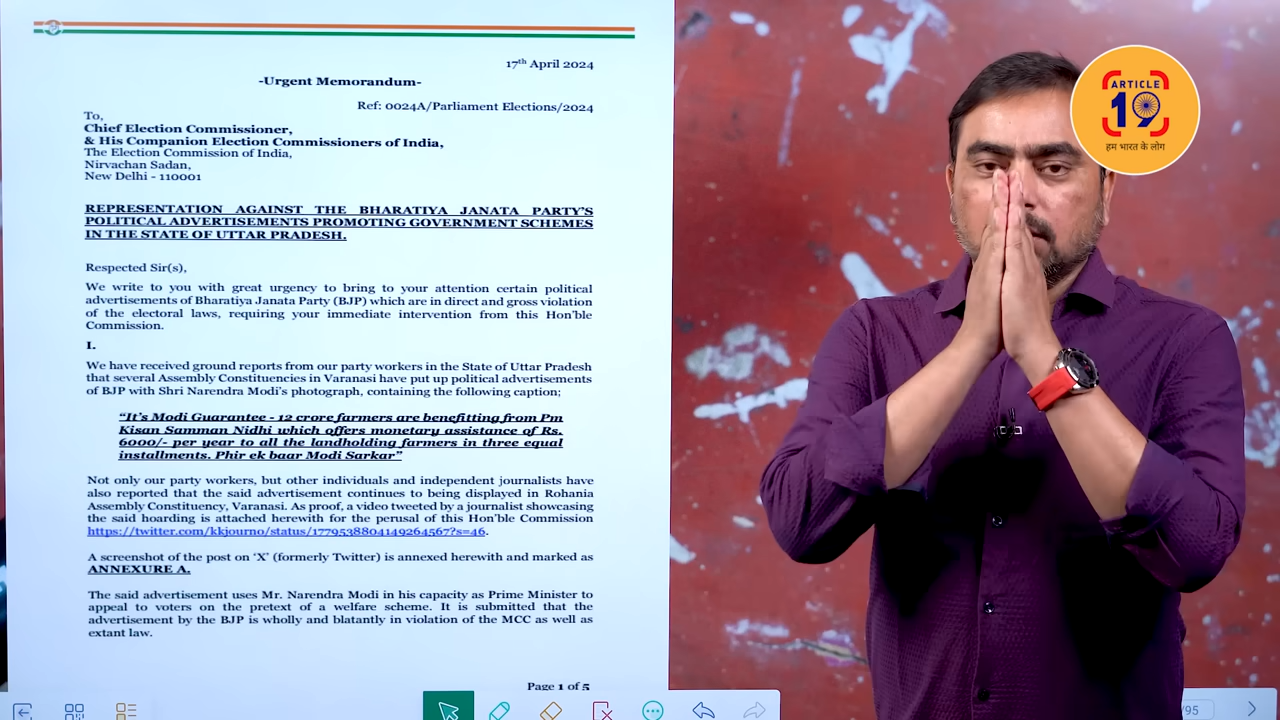 17th April 2024
-Urgent Memorandum-
Ref: 0024A/Parliament Elections/2024
To,
Chief Election Commissioner,
& His Companion Election Commissioners of India,
The Election Commission of India,
Nirvachan Sadan,
New Delhi - 110001
REPRESENTATION AGAINST THE BHARATIYA JANATA PARTY'S
POLITICAL ADVERTISEMENTS PROMOTING GOVERNMENT SCHEMES
IN THE STATE OF UTTAR PRADESH.
Respected Sir(s),
We write to you with great urgency to bring to your attention certain political
advertisements of Bharatiya Janata Party (BJP) which are in direct and gross violation
of the electoral laws, requiring your immediate intervention from this Hon'ble
Commission.
I.
We have received ground reports from our party workers in the State of Uttar Pradesh
that several Assembly Constituencies in Varanasi have put up political advertisements
of BJP with Shri Narendra Modi's photograph, containing the following caption;
“It's Modi Guarantee - 12 crore farmers are benefitting from Pm
Kisan Samman Nidhi which offers monetary assistance of Rs.
6000/- per year to all the landholding farmers in three equal
installments. Phir ek baar Modi Sarkar”
Not only our party workers, but other individuals and independent journalists have
also reported that the said advertisement continues to being displayed in Rohania
Assembly Constituency, Varanasi. As proof, a video tweeted by a journalist showcasing
the said hoarding is attached herewith for the perusal of this Hon'ble Commission
https://twitter.com/kkjourno/status/1779538804149264567?s=46.
A screenshot of the post on 'X' (formerly Twitter) is annexed herewith and marked as
ANNEXURE A.
The said advertisement uses Mr. Narendra Modi in his capacity as Prime Minister to
appeal to voters on the pretext of a welfare scheme. It is submitted that the
advertisement by the BJP is wholly and blatantly in violation of the MCC as well as
extant law.
Page 1 of 5
ARTICLE
19
हम भारत के लोग
/95